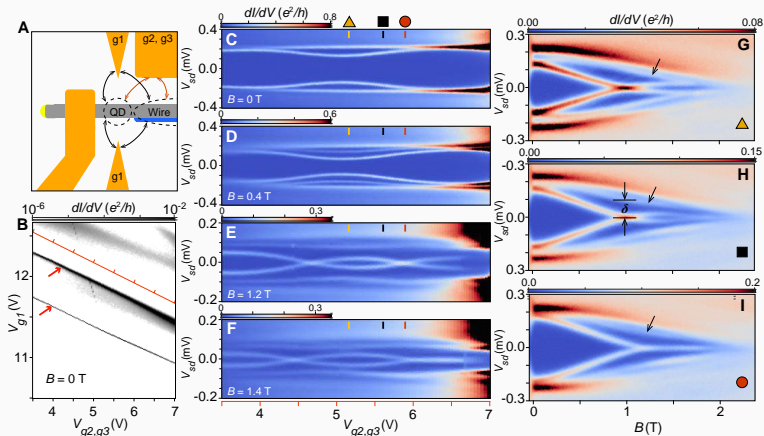 A
g1
g2, g3
QD
Wire
g1
10⁻⁶ dI/dV (e²/h) 10⁻²
B
12
11
V_g1(V)
B = 0 T
4 5 6 7
V_g2,g3(V)
0 dI/dV (e²/h) 0.8
C
0.4
0.0
-0.4
V_sd(mV)
B = 0 T
0 0.6
D
0.4
0.0
-0.4
V_sd(mV)
B = 0.4 T
0 0.3
E
0.2
0.0
-0.2
V_sd(mV)
B = 1.2 T
0 0.3
F
0.2
0.0
-0.2
V_sd(mV)
B = 1.4 T
4 5 6 7
V_g2,g3(V)
dI/dV (e²/h)
0.00 0.08
G
0.3
0.0
-0.3
V_sd(mV)
0.00 0.15
H
-0.3
0.0
0.3
V_sd(mV)
δ
0.0 0.2
I
0.3
0.0
-0.3
V_sd(mV)
0 1 2
B(T)